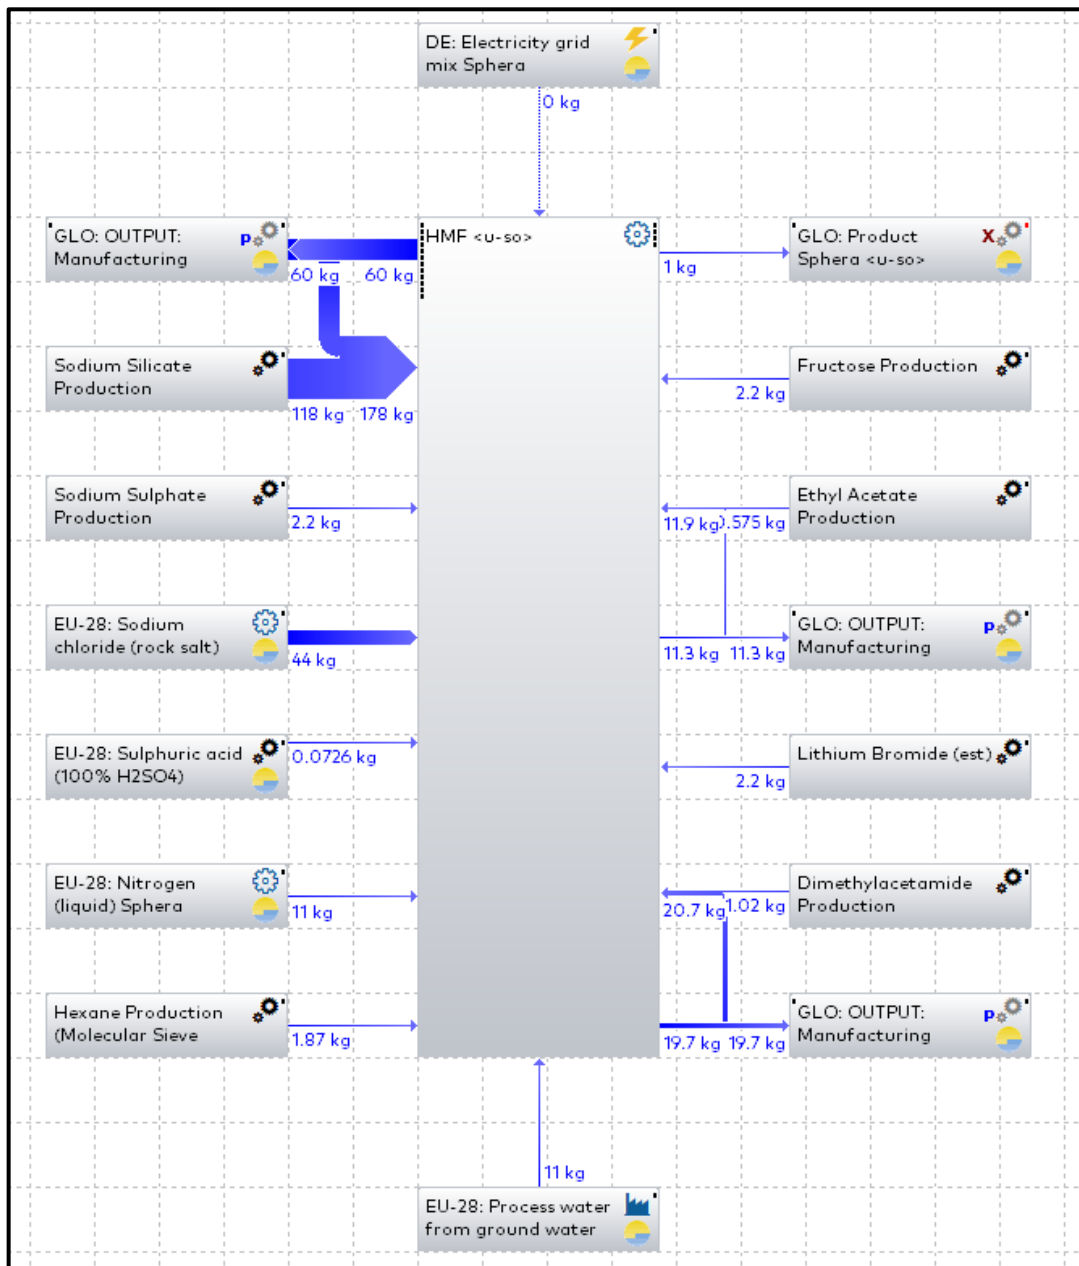 DE: Electricity grid
mix Sphera
0 kg
GLO: OUTPUT:
Manufacturing
p
60 kg
60 kg
HMF <u-so>
1 kg
GLO: Product
Sphera <u-so>
X
Sodium Silicate
Production
118 kg
178 kg
Fructose Production
2.2 kg
Sodium Sulphate
Production
2.2 kg
Ethyl Acetate
Production
11.9 kg
0.575 kg
EU-28: Sodium
chloride (rock salt)
44 kg
GLO: OUTPUT:
Manufacturing
p
11.3 kg
11.3 kg
EU-28: Sulphuric acid
(100% H2SO4)
0.0726 kg
Lithium Bromide (est)
2.2 kg
EU-28: Nitrogen
(liquid) Sphera
11 kg
Dimethylacetamide
Production
20.7 kg
1.02 kg
Hexane Production
(Molecular Sieve
1.87 kg
GLO: OUTPUT:
Manufacturing
p
19.7 kg
19.7 kg
11 kg
EU-28: Process water
from ground water